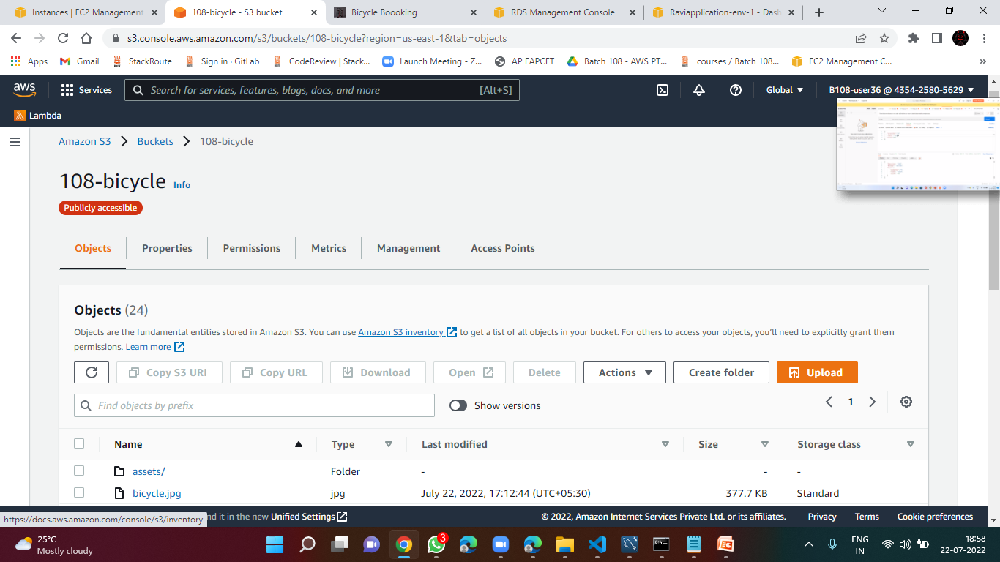 Instances | EC2 Management
108-bicycle - S3 bucket
Bicycle Boooking
RDS Management Console
Raviapplication-env-1 - Dash
s3.console.aws.amazon.com/s3/buckets/108-bicycle?region=us-east-1&tab=objects
Apps
Gmail
StackRoute
Sign in · GitLab
CodeReview | Stack...
Launch Meeting - Z...
AP EAPCET
Batch 108 - AWS PT...
courses / Batch 108...
EC2 Management C...
»
aws
Services
Search for services, features, blogs, docs, and more
[Alt+S]
Global
B108-user36 @ 4354-2580-5629
Lambda
Amazon S3
Buckets
108-bicycle
108-bicycle Info
Publicly accessible
Objects
Properties
Permissions
Metrics
Management
Access Points
Objects (24)
Objects are the fundamental entities stored in Amazon S3. You can use Amazon S3 inventory to get a list of all objects in your bucket. For others to access your objects, you'll need to explicitly grant them
permissions. Learn more
Copy S3 URI
Copy URL
Download
Open
Delete
Actions
Create folder
Upload
Find objects by prefix
Show versions
1
Name
Type
Last modified
Size
Storage class
assets/
Folder
-
-
-
bicycle.jpg
jpg
July 22, 2022, 17:12:44 (UTC+05:30)
377.7 KB
Standard
https://docs.aws.amazon.com/console/s3/inventory
nd it in the new Unified Settings
© 2022, Amazon Internet Services Private Ltd. or its affiliates.
Privacy
Terms
Cookie preferences
25°C
Mostly cloudy
3
ENG
IN
18:58
22-07-2022